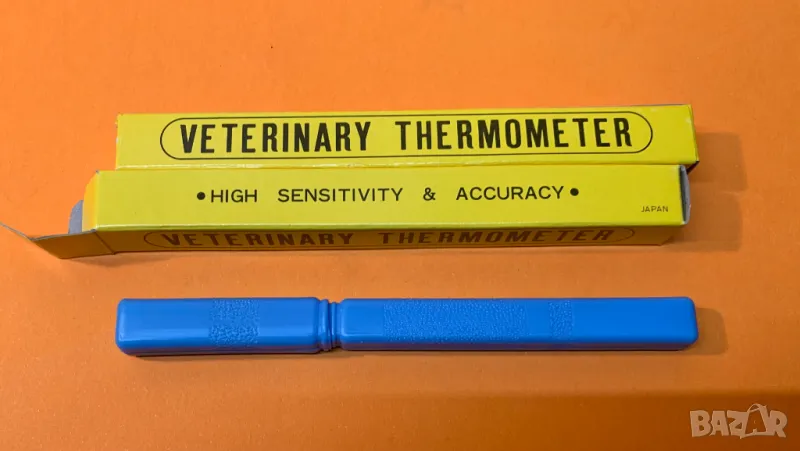 VETERINARY THERMOMETER
•HIGH SENSITIVITY & ACCURACY•
JAPAN
VETERINARY THERMOMETER
BAZAR